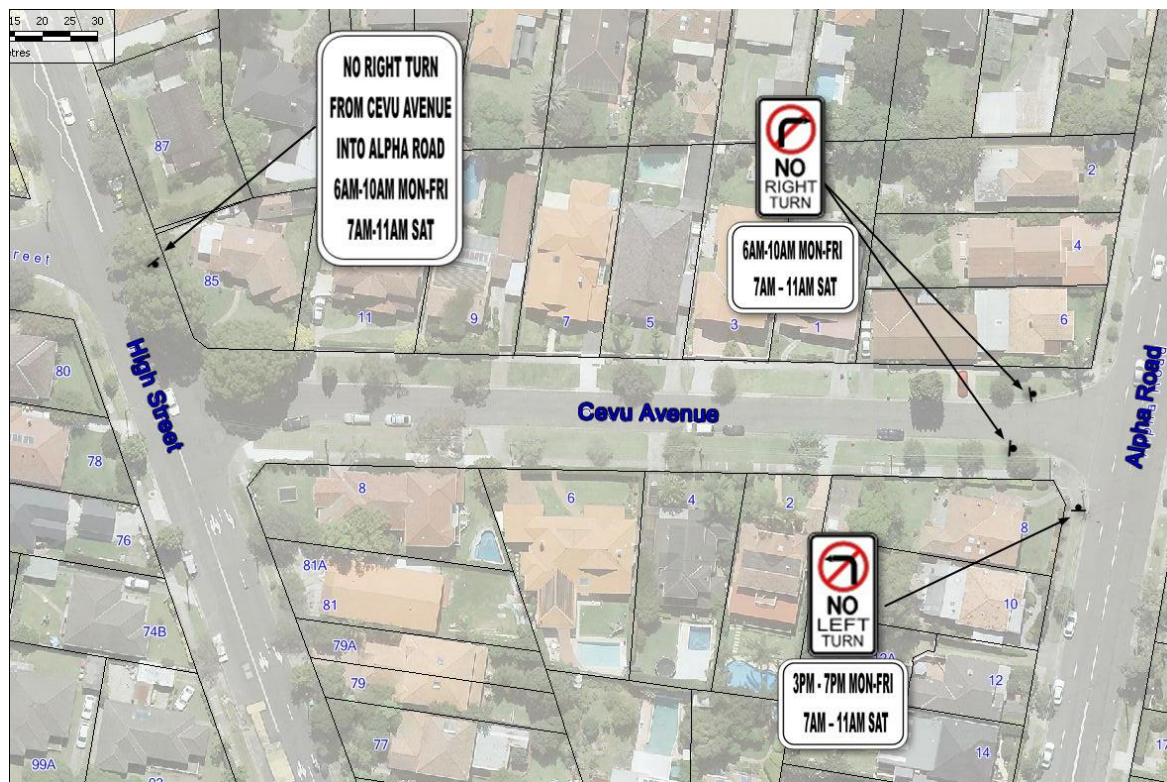 15 20 25 30
etres
NO RIGHT TURN
FROM CEVU AVENUE
INTO ALPHA ROAD
6AM-10AM MON-FRI
7AM-11AM SAT
NO
RIGHT
TURN
6AM-10AM MON-FRI
7AM - 11AM SAT
87
2
reet
4
85
11
9
7
5
3
1
6
80
High Street
Cevu Avenue
Alpha Road
78
8
6
4
2
8
76
81A
81
10
NO
LEFT
TURN
74B
79A
79
12A
12
3PM - 7PM MON-FRI
7AM - 11AM SAT
77
14
17
99A